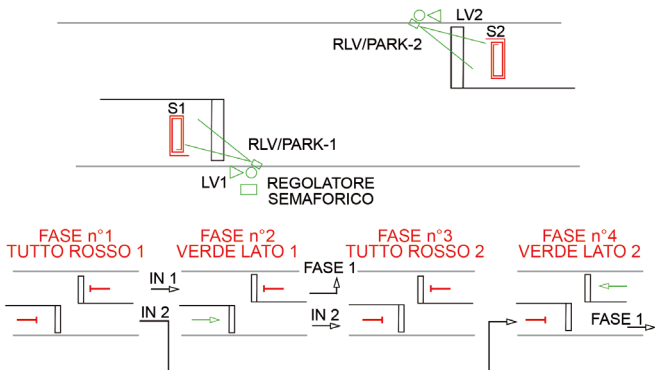 LV2
S2
RLV/PARK-2
S1
RLV/PARK-1
LV1
REGOLATORE
SEMAFORICO
FASE n°1
TUTTO ROSSO 1
FASE n°2
VERDE LATO 1
FASE n°3
TUTTO ROSSO 2
FASE n°4
VERDE LATO 2
IN 1
FASE 1
IN 2
IN 2
FASE 1